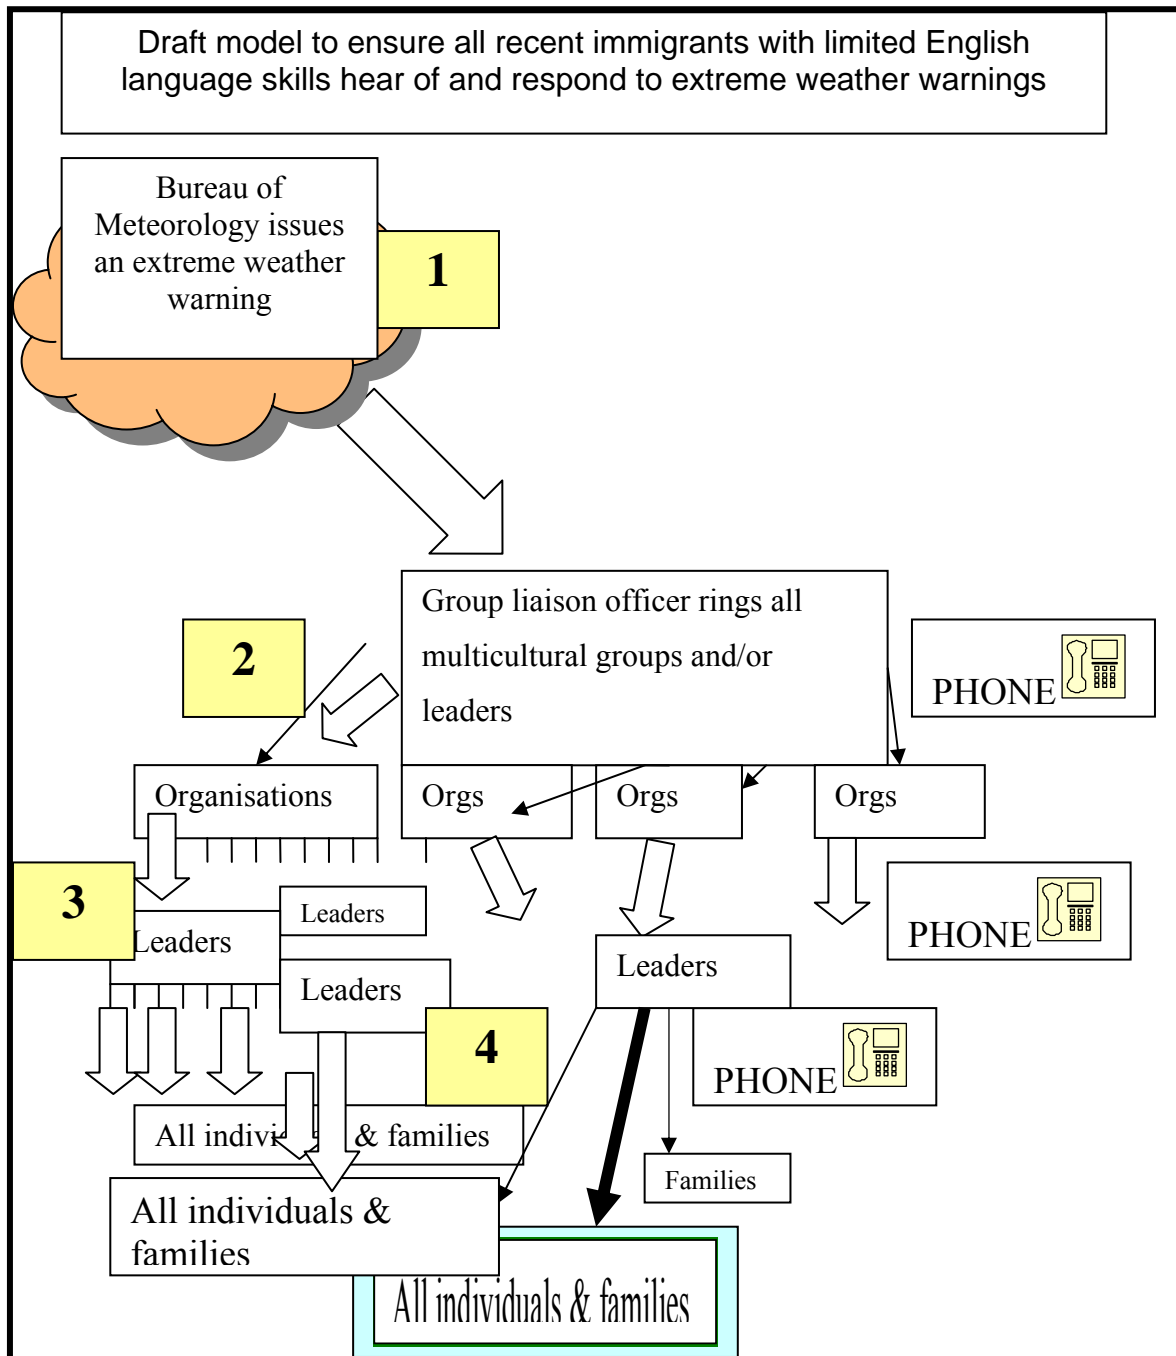 Draft model to ensure all recent immigrants with limited English
language skills hear of and respond to extreme weather warnings
Bureau of
Meteorology issues
an extreme weather
warning
1
Group liaison officer rings all
multicultural groups and/or
leaders
2
PHONE
Organisations
Orgs
Orgs
Orgs
3
Leaders
Leaders
Leaders
Leaders
PHONE
4
PHONE
All individ & families
Families
All individuals &
families
All individuals & families